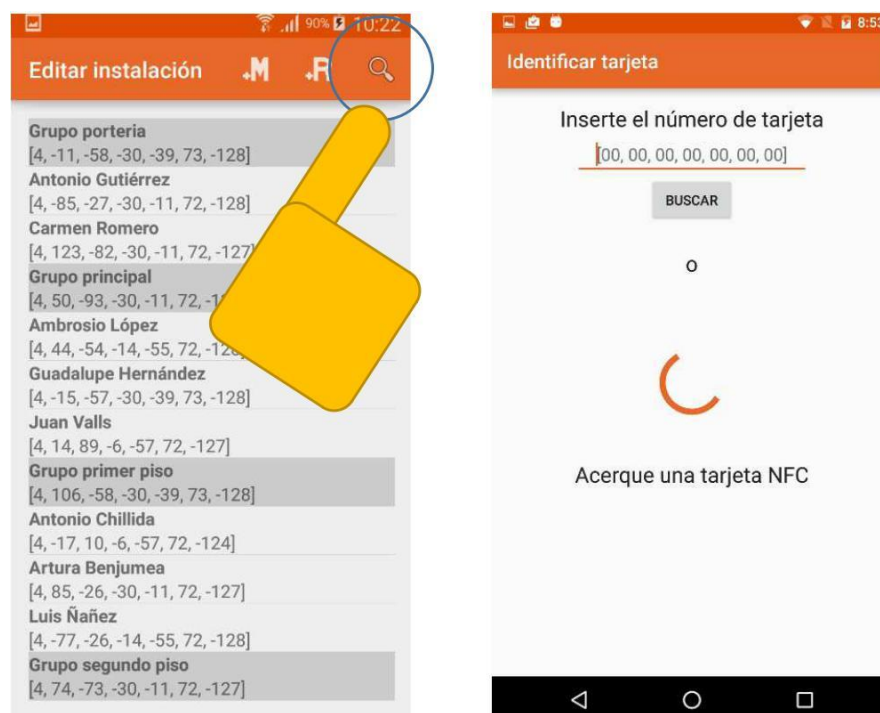 90% 10:22
Editar instalación +M +R
Grupo porteria
[4, -11, -58, -30, -39, 73, -128]
Antonio Gutiérrez
[4, -85, -27, -30, -11, 72, -128]
Carmen Romero
[4, 123, -82, -30, -11, 72, -127]
Grupo principal
[4, 50, -93, -30, -11, 72,
Ambrosio López
[4, 44, -54, -14, -55, 72,
Guadalupe Hernández
[4, -15, -57, -30, -39, 73, -128]
Juan Valls
[4, 14, 89, -6, -57, 72, -127]
Grupo primer piso
[4, 106, -58, -30, -39, 73, -128]
Antonio Chillida
[4, -17, 10, -6, -57, 72, -124]
Artura Benjumea
[4, 85, -26, -30, -11, 72, -127]
Luis Ñañez
[4, -77, -26, -14, -55, 72, -128]
Grupo segundo piso
[4, 74, -73, -30, -11, 72, -127]
8:53
Identificar tarjeta
Inserte el número de tarjeta
[00, 00, 00, 00, 00, 00, 00]
BUSCAR
o
Acerque una tarjeta NFC